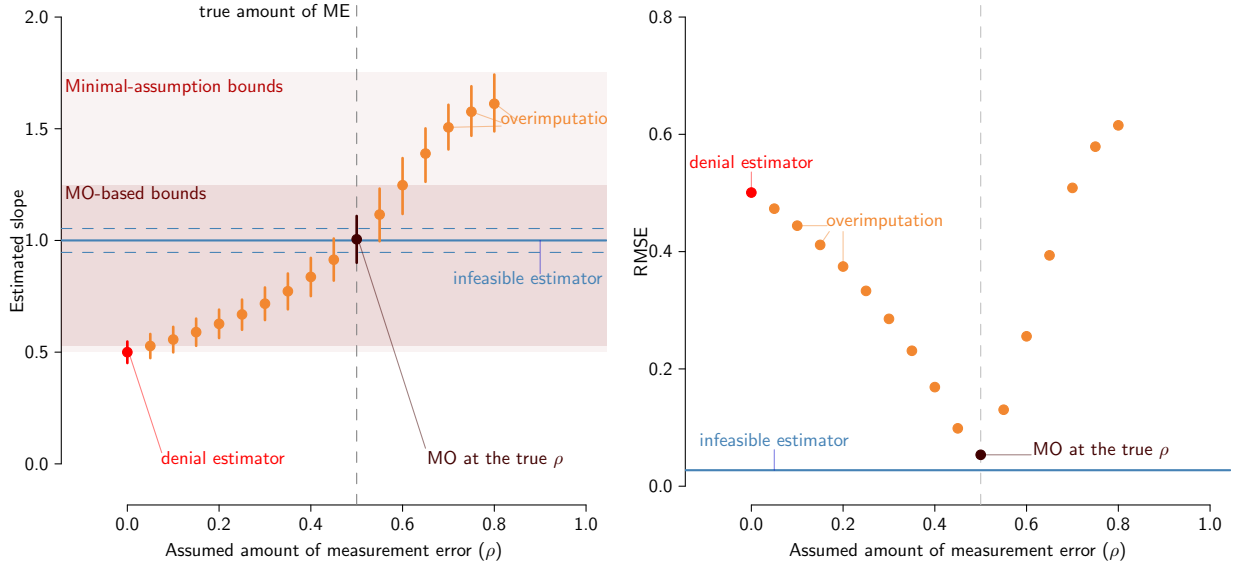 true amount of ME
2.0
1.5
1.0
0.5
0.0
Estimated slope
Minimal-assumption bounds
overimputatio
MO-based bounds
infeasible estimator
denial estimator
MO at the true ρ
0.0 0.2 0.4 0.6 0.8 1.0
Assumed amount of measurement error (ρ)
0.8
0.6
0.4
0.2
0.0
RMSE
denial estimator
overimputation
infeasible estimator
MO at the true ρ
0.0 0.2 0.4 0.6 0.8 1.0
Assumed amount of measurement error (ρ)